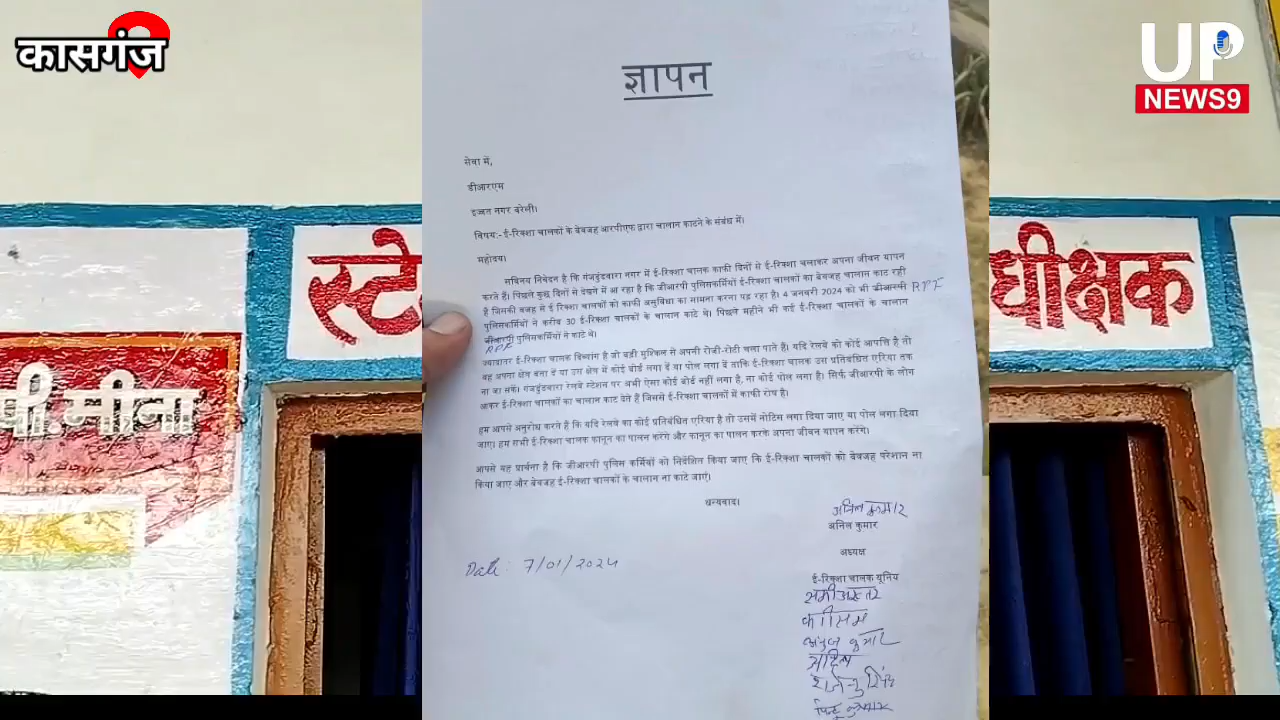 कासगंज
UP
NEWS9
स्टे
धीक्षक
पी.मीना
ज्ञापन
सेवा में,
डीआरएम
इज्जत नगर बरेली।
विषय:- ई-रिक्शा चालकों के बेवजह आरपीएफ द्वारा चालान काटने के संबंध में।
महोदय।
सविनय निवेदन है कि गंजडुंडवारा नगर में ई-रिक्शा चालक काफी दिनों से ई-रिक्शा चलाकर अपना जीवन यापन
करते हैं। पिछले कुछ दिनों से देखने में आ रहा है कि जीआरपी पुलिसकर्मियों ई-रिक्शा चालकों का बेवजह चालान काट रही
है जिसकी वजह से ई रिक्शा चालकों को काफी असुविधा का सामना करना पड़ रहा है। 4 जनवरी 2024 को भी जीआरपी RPF
पुलिसकर्मियों ने करीब 30 ई-रिक्शा चालकों के चालान काटे थे। पिछले महीने भी कई ई-रिक्शा चालकों के चालान
जीआरपी पुलिसकर्मियों ने काटे थे।
RPF
ज्यादातर ई-रिक्शा चालक दिव्यांग है जो बड़ी मुश्किल से अपनी रोजी-रोटी चला पाते हैं। यदि रेलवे को कोई आपत्ति है तो
वह अपना क्षेत्र बता दें या उस क्षेत्र में कोई बोर्ड लगा दें या पोल लगा दें ताकि ई-रिक्शा चालक उस प्रतिबंधित एरिया तक
ना जा सके। गंजडुंडवारा रेलवे स्टेशन पर अभी ऐसा कोई बोर्ड नहीं लगा है, ना कोई पोल लगा है। सिर्फ जीआरपी के लोग
आकर ई-रिक्शा चालकों का चालान काट देते हैं जिससे ई-रिक्शा चालकों में काफी रोष है।
हम आपसे अनुरोध करते हैं कि यदि रेलवे का कोई प्रतिबंधित एरिया है तो उसमें नोटिस लगा दिया जाए या पोल लगा दिया
जाए। हम सभी ई-रिक्शा चालक कानून का पालन करेंगे और कानून का पालन करके अपना जीवन यापन करेंगे।
आपसे यह प्रार्थना है कि जीआरपी पुलिस कर्मियों को निर्देशित किया जाए कि ई-रिक्शा चालकों को बेवजह परेशान ना
किया जाए और बेवजह ई-रिक्शा चालकों के चालान ना काटे जाएं।
धन्यवाद।
अनिल कुमार
अनिल कुमार
अध्यक्ष
ई-रिक्शा चालक यूनिय
Date: 7/01/2024